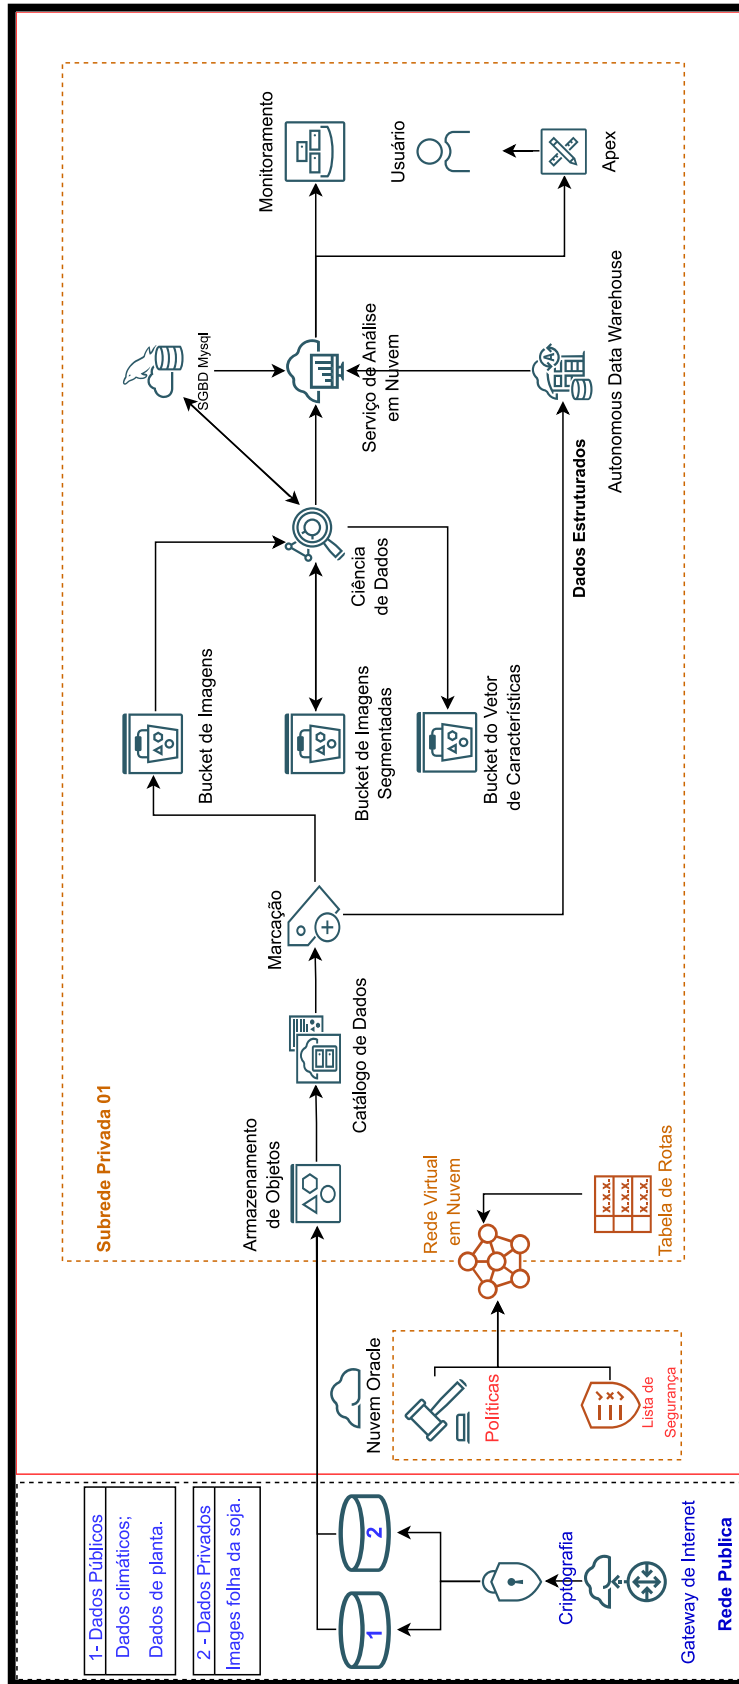 1- Dados Públicos
Dados climáticos;
Dados de planta.
2 - Dados Privados
Images folha da soja.
1
2
Criptografia
Gateway de Internet
Rede Publica
Nuvem Oracle
Políticas
Lista de
Segurança
Subrede Privada 01
Armazenamento
de Objetos
Rede Virtual
em Nuvem
x.x.x.
x.x.x.
x.x.x.
Tabela de Rotas
Catálogo de Dados
Marcação
Bucket de Imagens
Bucket de Imagens
Segmentadas
Bucket do Vetor
de Características
Ciência
de Dados
Dados Estruturados
SGBD Mysql
Serviço de Análise
em Nuvem
A
Autonomous Data Warehouse
Monitoramento
Usuário
Apex